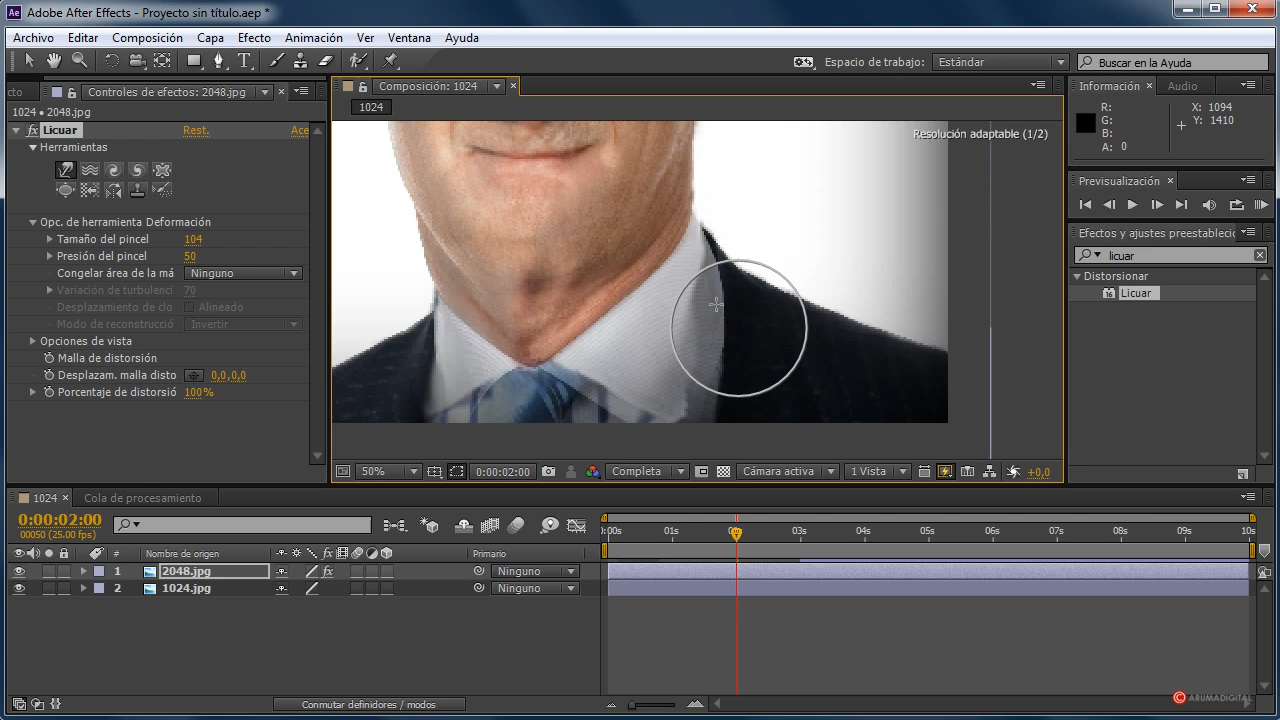 Adobe After Effects - Proyecto sin título.aep *
Archivo Editar Composición Capa Efecto Animación Ver Ventana Ayuda
Espacio de trabajo: Estándar Buscar en la Ayuda
cto Controles de efectos: 2048.jpg
1024 • 2048.jpg
fx Licuar Rest. Ace
Herramientas
Opc. de herramienta Deformación
Tamaño del pincel 104
Presión del pincel 50
Congelar área de la má Ninguno
Variación de turbulenci 70
Desplazamiento de clo Alineado
Modo de reconstrucció Invertir
Opciones de vista
Malla de distorsión
Desplazam. malla disto 0,0,0,0
Porcentaje de distorsió 100%
Composición: 1024
1024
Resolución adaptable (1/2)
50% 0:00:02:00 Completa Cámara activa 1 Vista +0,0
Información Audio
R: X: 1094
G: Y: 1410
B:
A: 0
Previsualización
Efectos y ajustes preestablecid
licuar
Distorsionar
Licuar
1024 Cola de procesamiento
0:00:02:00
00050 (25.00 fps)
:00s 01s 03s 04s 05s 06s 07s 08s 09s 10s
# Nombre de origen fx Primario
1 2048.jpg fx Ninguno
2 1024.jpg Ninguno
Conmutar definidores / modos
© ARUMADIGITAL